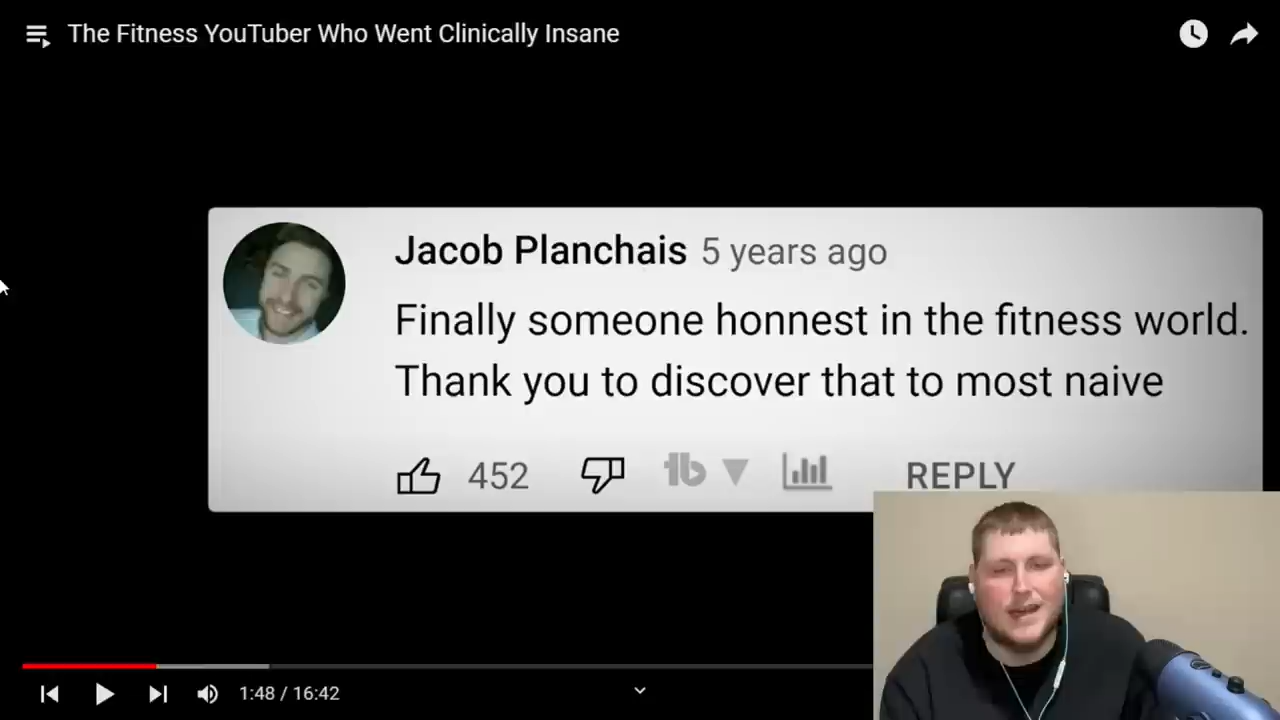 The Fitness YouTuber Who Went Clinically Insane
Jacob Planchais 5 years ago
Finally someone honnest in the fitness world.
Thank you to discover that to most naive
452
tb
REPLY
1:48 / 16:42